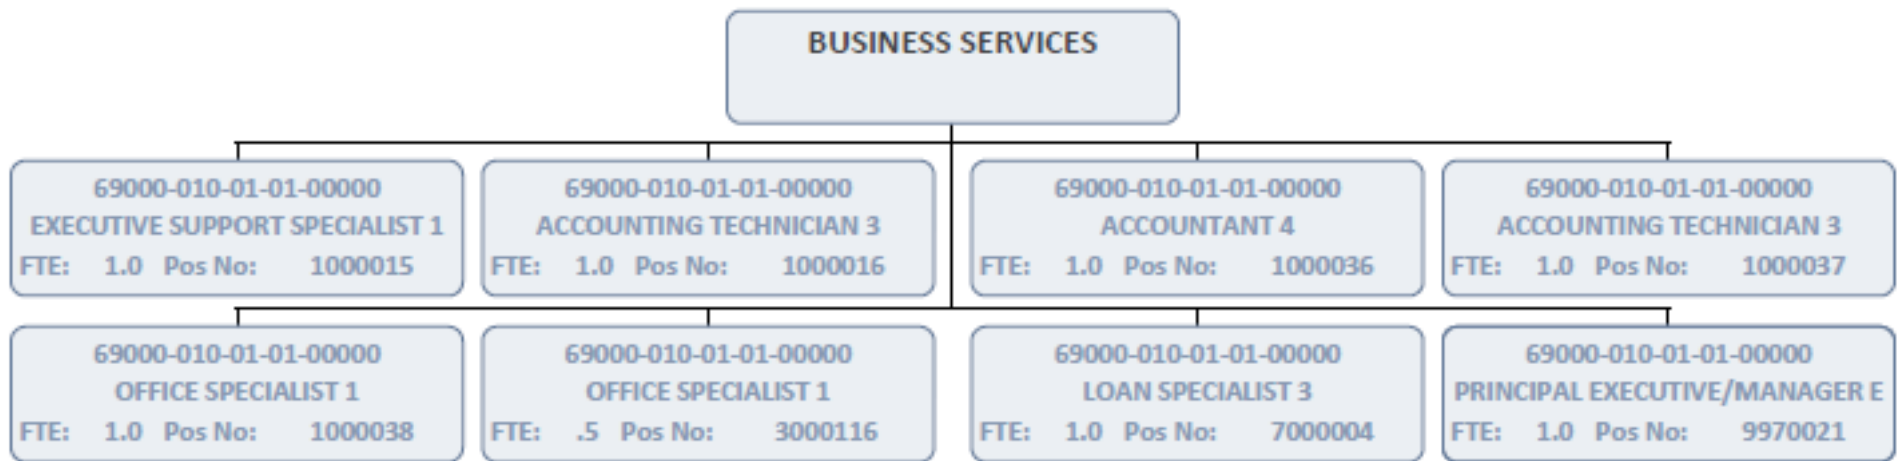 BUSINESS SERVICES
69000-010-01-01-00000
EXECUTIVE SUPPORT SPECIALIST 1
FTE: 1.0 Pos No: 1000015
69000-010-01-01-00000
ACCOUNTING TECHNICIAN 3
FTE: 1.0 Pos No: 1000016
69000-010-01-01-00000
ACCOUNTANT 4
FTE: 1.0 Pos No: 1000036
69000-010-01-01-00000
ACCOUNTING TECHNICIAN 3
FTE: 1.0 Pos No: 1000037
69000-010-01-01-00000
OFFICE SPECIALIST 1
FTE: 1.0 Pos No: 1000038
69000-010-01-01-00000
OFFICE SPECIALIST 1
FTE: .5 Pos No: 3000116
69000-010-01-01-00000
LOAN SPECIALIST 3
FTE: 1.0 Pos No: 7000004
69000-010-01-01-00000
PRINCIPAL EXECUTIVE/MANAGER E
FTE: 1.0 Pos No: 9970021